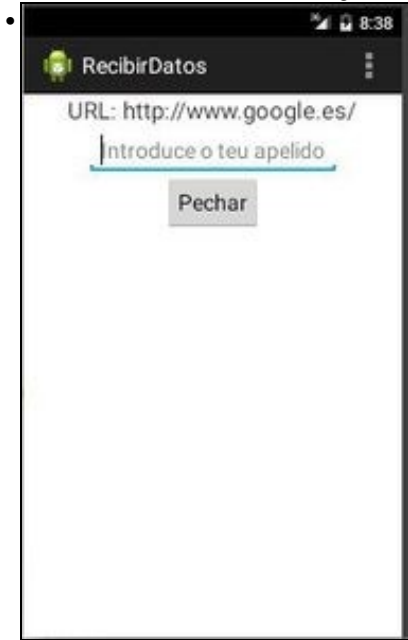 8:38
RecibirDatos
URL: http://www.google.es/
Introduce o teu apelido
Pechar